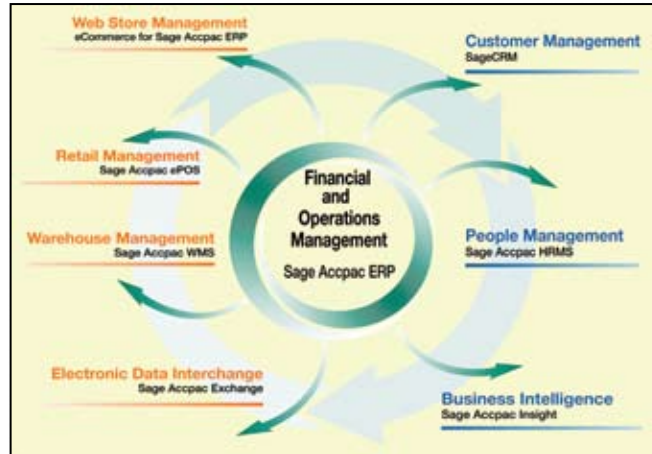 Web Store Management
eCommerce for Sage Accpac ERP
Customer Management
SageCRM
Retail Management
Sage Accpac ePOS
Financial
and
Operations
Management
Sage Accpac ERP
Warehouse Management
Sage Accpac WMS
People Management
Sage Accpac HRMS
Electronic Data Interchange
Sage Accpac Exchange
Business Intelligence
Sage Accpac Insight